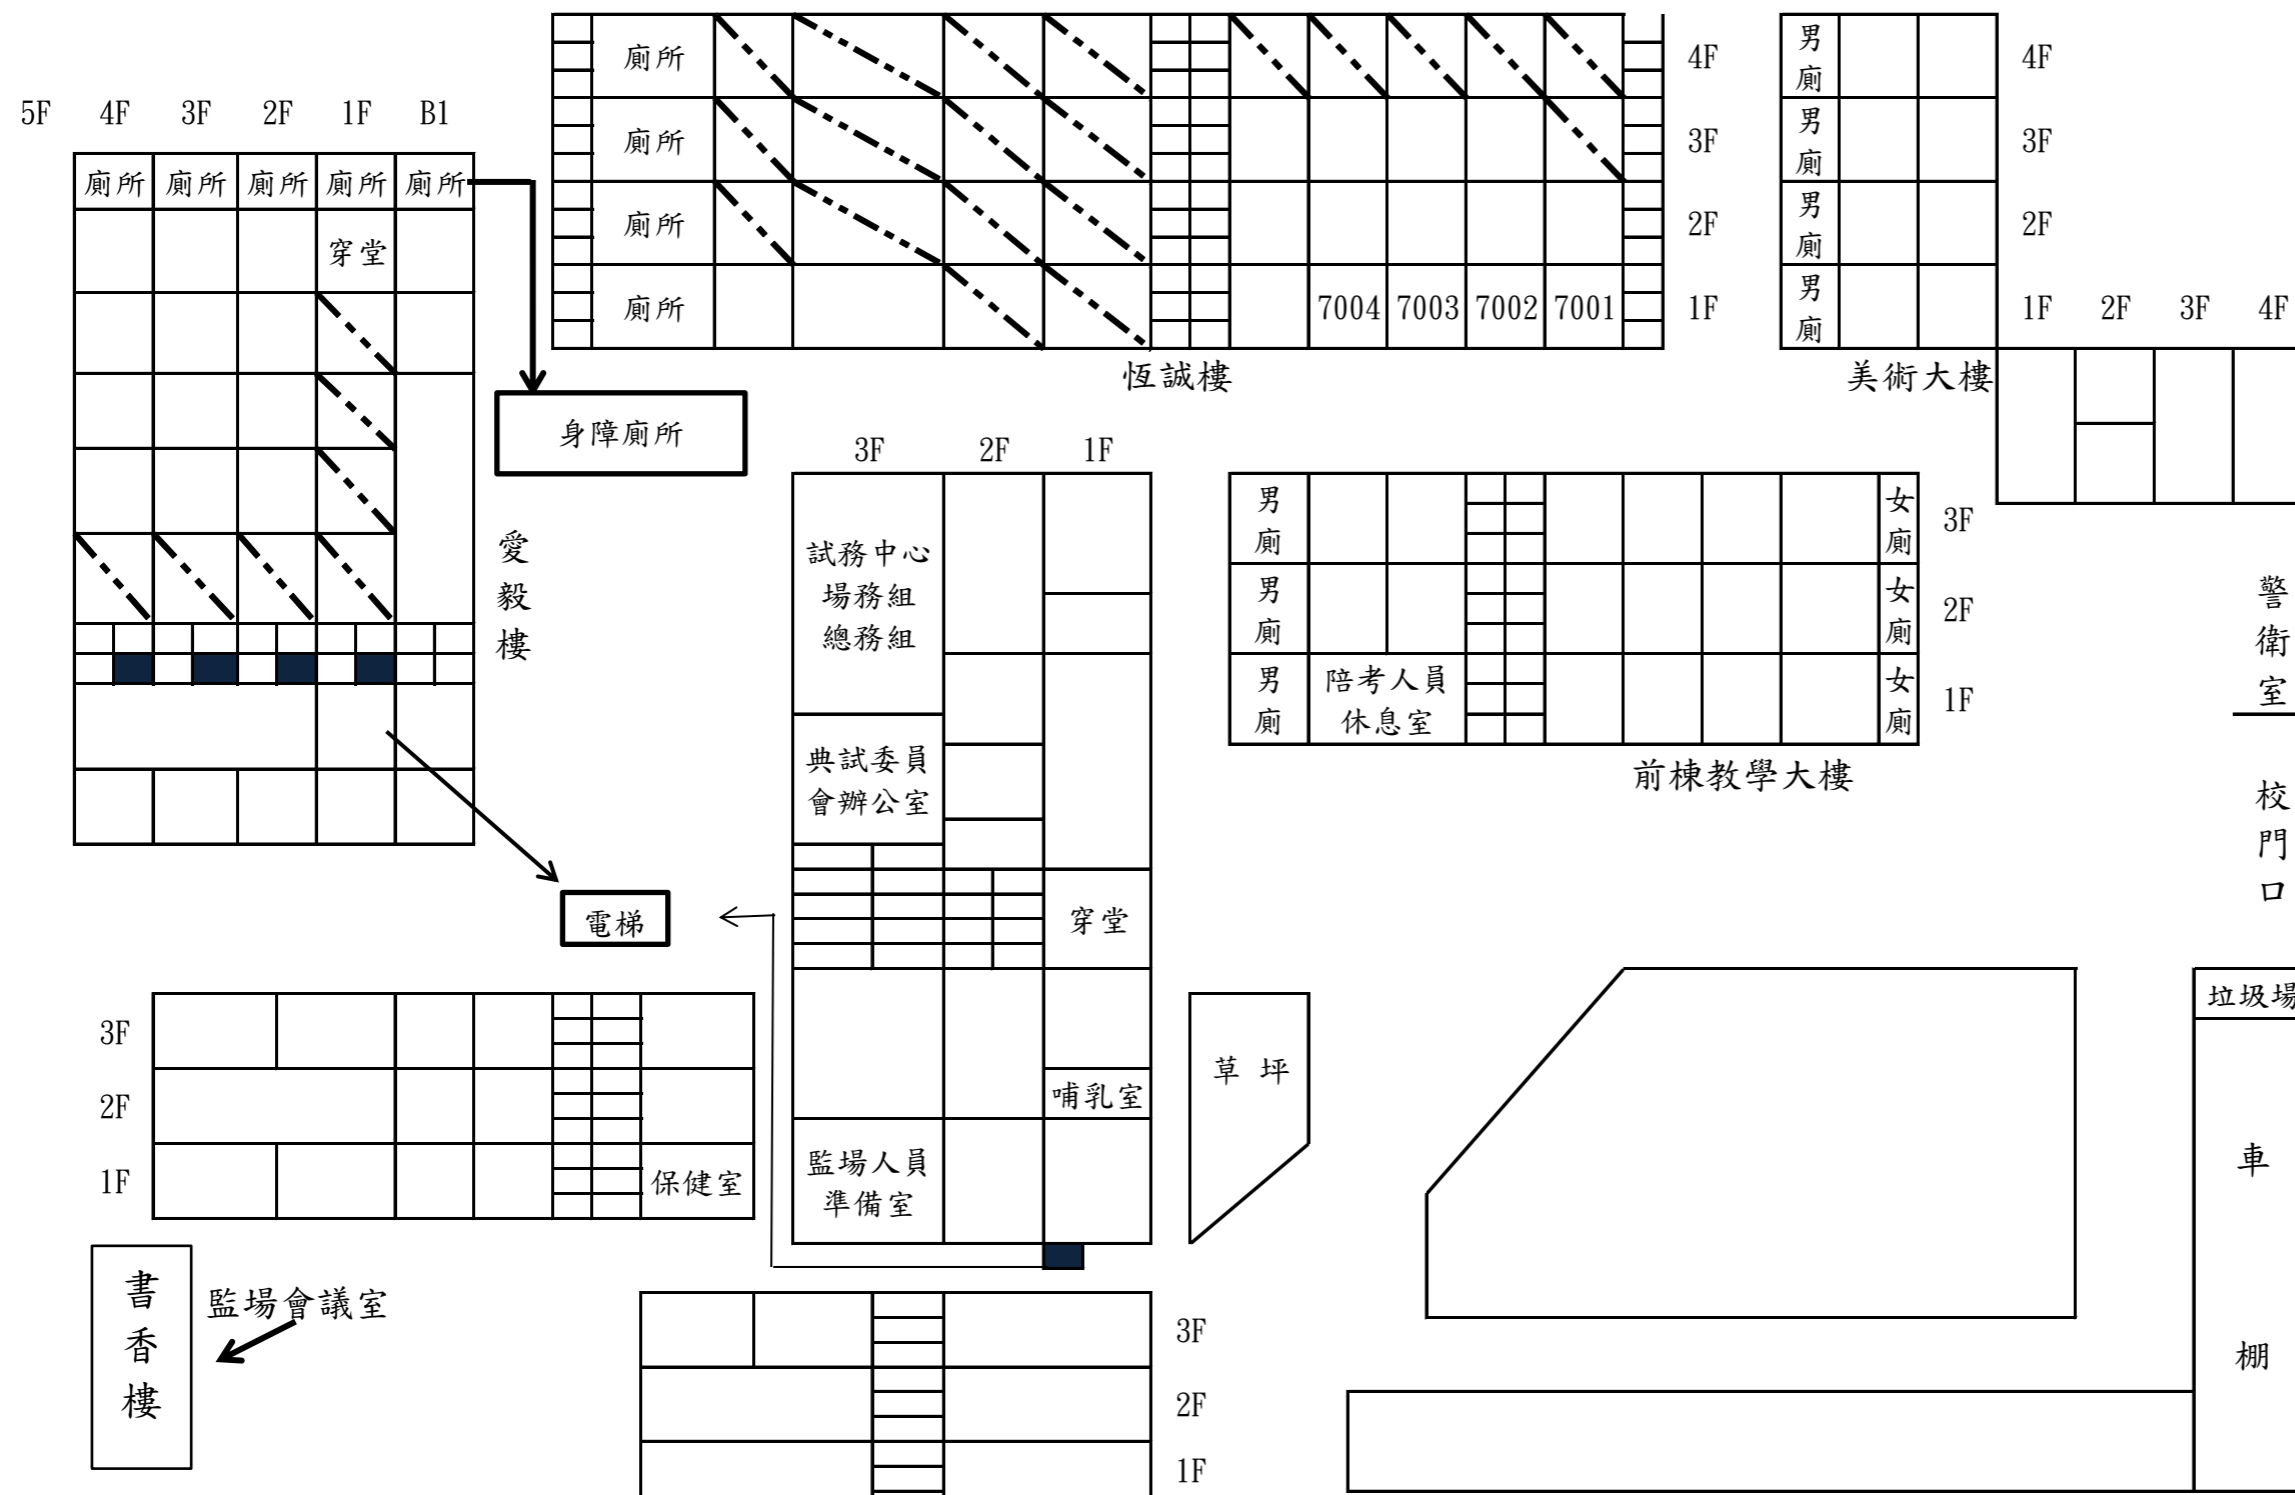 廁所 4F
廁所 3F
廁所 2F
廁所 7004 7003 7002 7001 1F
恆誠樓
男廁 4F
男廁 3F
男廁 2F
男廁 1F 2F 3F 4F
美術大樓
5F 4F 3F 2F 1F B1
廁所 廁所 廁所 廁所 廁所
穿堂
身障廁所
愛毅樓
電梯
3F 2F 1F
試務中心
場務組
總務組
典試委員
會辦公室
穿堂
哺乳室
監場人員
準備室
男廁 女廁 3F
男廁 女廁 2F
男廁 陪考人員
休息室 女廁 1F
前棟教學大樓
警衛室
校門口
3F
2F
1F 保健室
草 坪
垃圾場
車棚
書香樓
監場會議室
3F
2F
1F